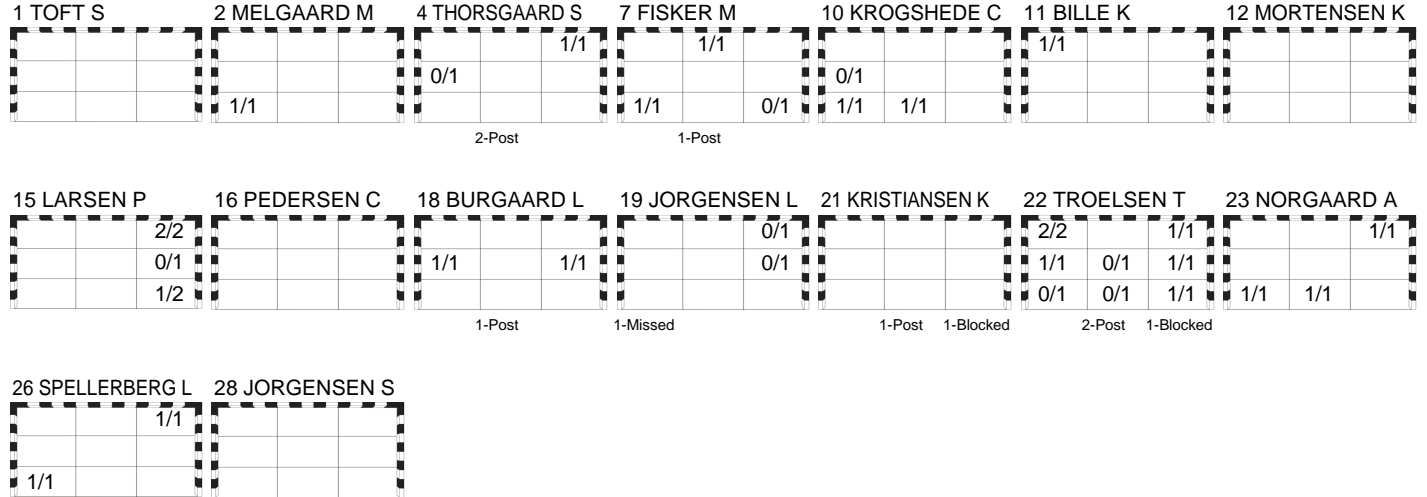 1 TOFT S 2 MELGAARD M 4 THORSGAARD S 7 FISKER M 10 KROGSHEDE C 11 BILLE K 12 MORTENSEN K
1/1 1/1 1/1
0/1 0/1
1/1 1/1 0/1 1/1 1/1
2-Post 1-Post
15 LARSEN P 16 PEDERSEN C 18 BURGAARD L 19 JORGENSEN L 21 KRISTIANSEN K 22 TROELSEN T 23 NORGAARD A
2/2 0/1 2/2 1/1 1/1
0/1 1/1 1/1 0/1 1/1 0/1 1/1
1/2 0/1 0/1 1/1 1/1 1/1
1-Post 1-Missed 1-Post 1-Blocked 2-Post 1-Blocked
26 SPELLERBERG L 28 JORGENSEN S
1/1
1/1